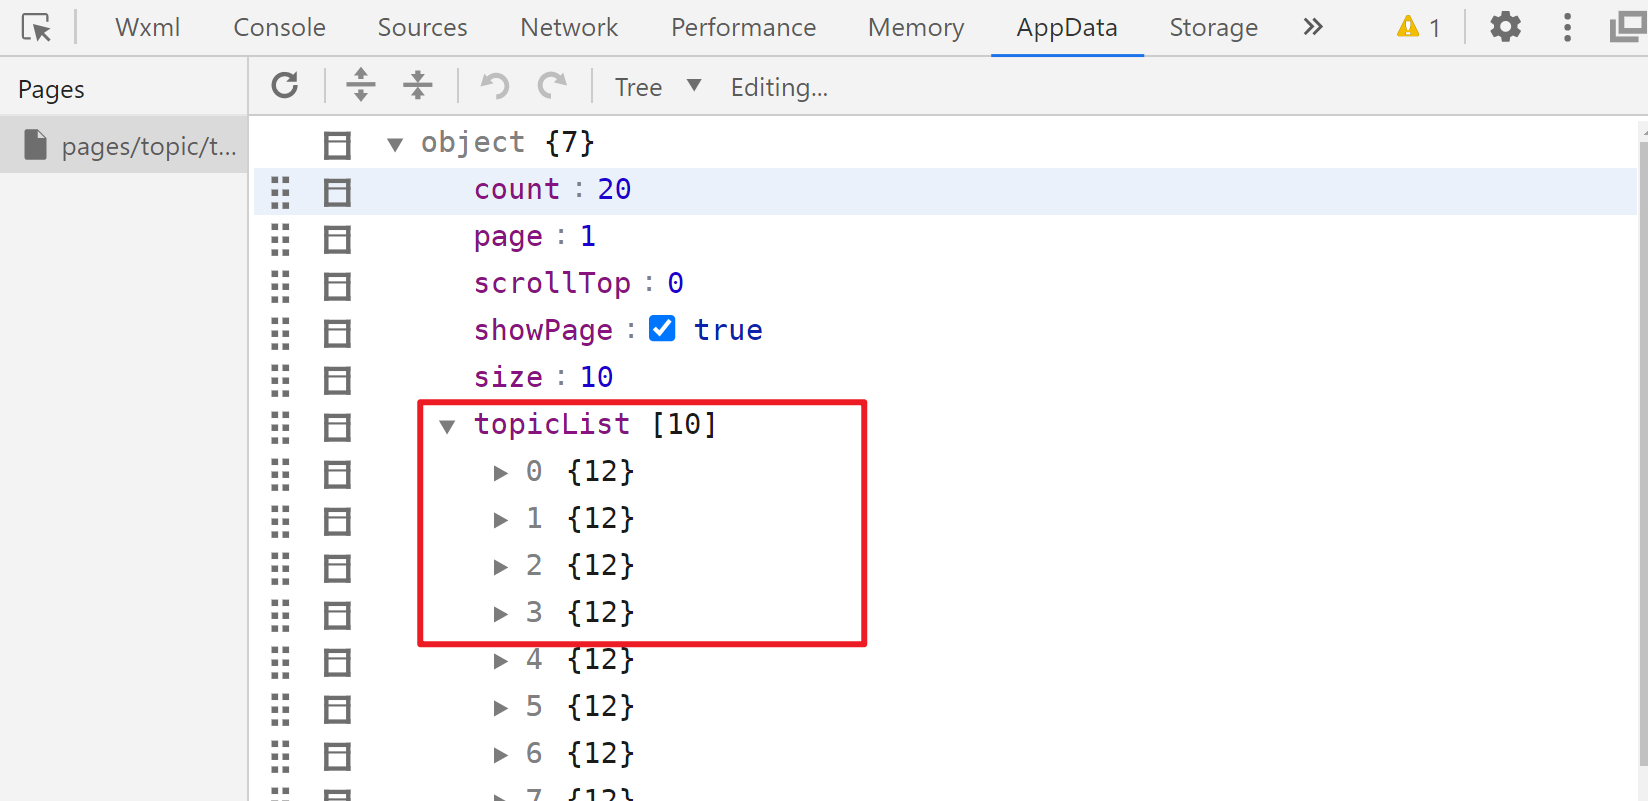 Wxml Console Sources Network Performance Memory AppData Storage 1
Pages
Tree Editing...
pages/topic/t...
object {7}
count : 20
page : 1
scrollTop : 0
showPage : true
size : 10
topicList [10]
0 {12}
1 {12}
2 {12}
3 {12}
4 {12}
5 {12}
6 {12}
7 {12}